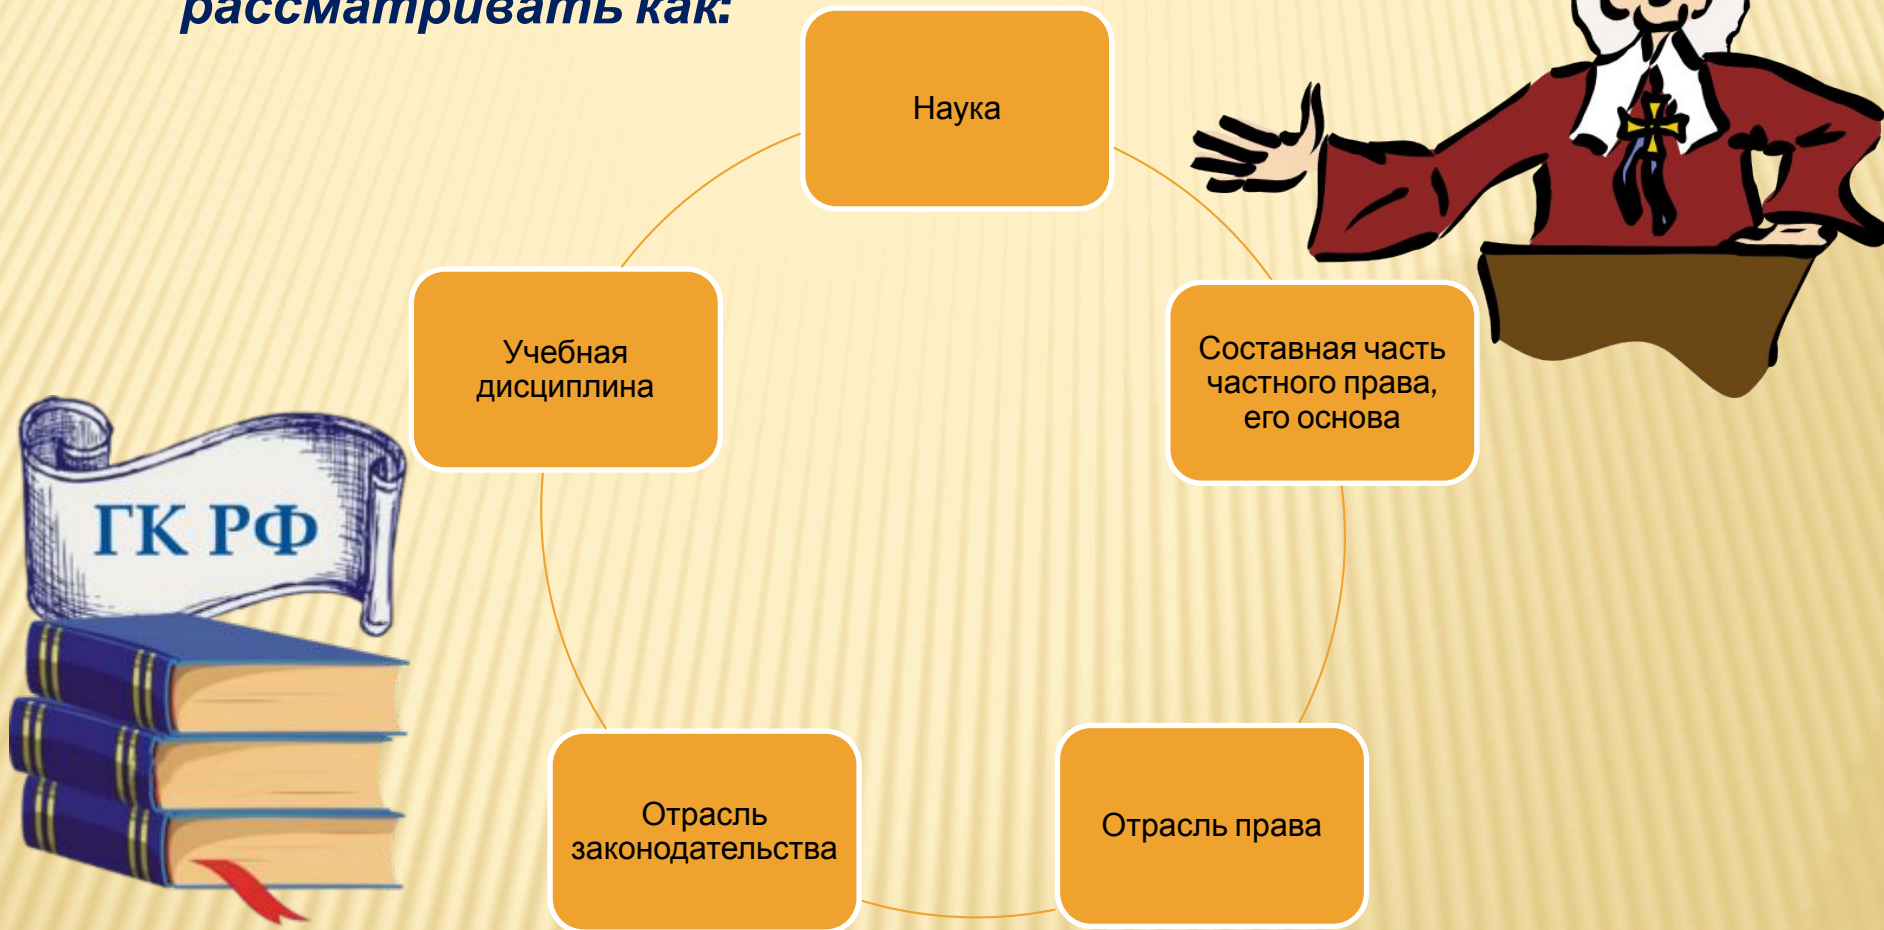 рассматривать как:
Наука
Учебная
дисциплина
Составная часть
частного права,
его основа
ГК РФ
Отрасль
законодательства
Отрасль права